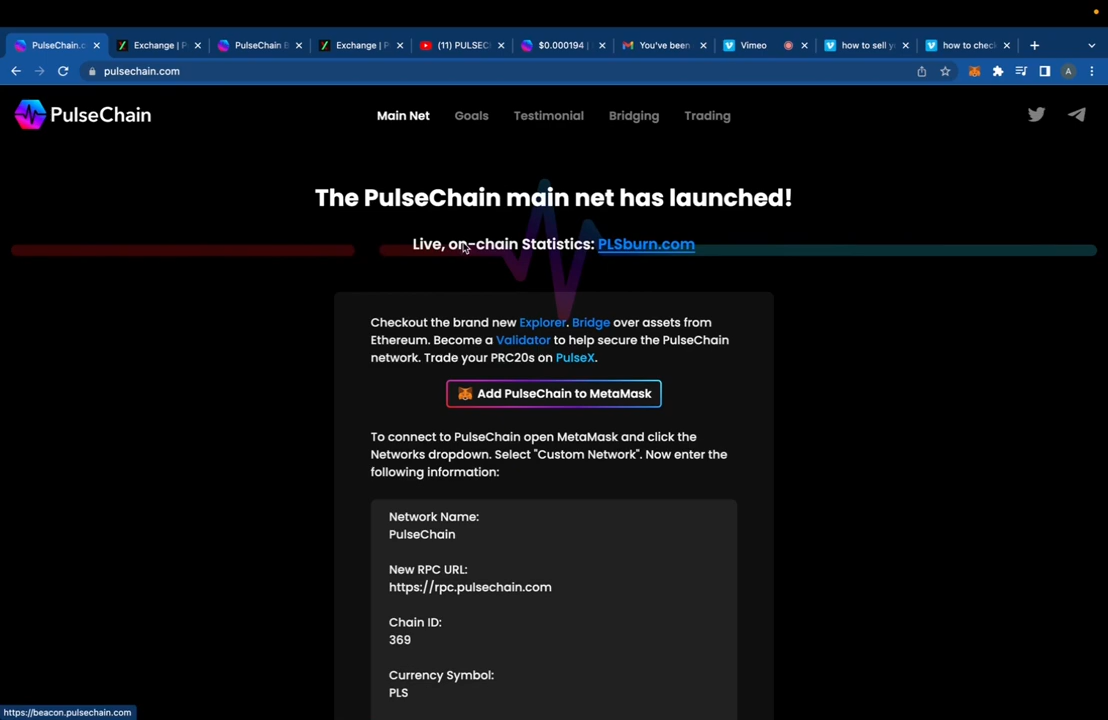 PulseChain.c
Exchange | P
PulseChain B
Exchange | P
(11) PULSEC
$0.000194
You've been
Vimeo
how to sell y
how to chec
pulsechain.com
A
PulseChain
Main Net
Goals
Testimonial
Bridging
Trading
The PulseChain main net has launched!
Live, on-chain Statistics: PLSburn.com
Checkout the brand new Explorer. Bridge over assets from
Ethereum. Become a Validator to help secure the PulseChain
network. Trade your PRC20s on PulseX.
Add PulseChain to MetaMask
To connect to PulseChain open MetaMask and click the
Networks dropdown. Select "Custom Network". Now enter the
following information:
Network Name:
PulseChain
New RPC URL:
https://rpc.pulsechain.com
Chain ID:
369
Currency Symbol:
PLS
https://beacon.pulsechain.com